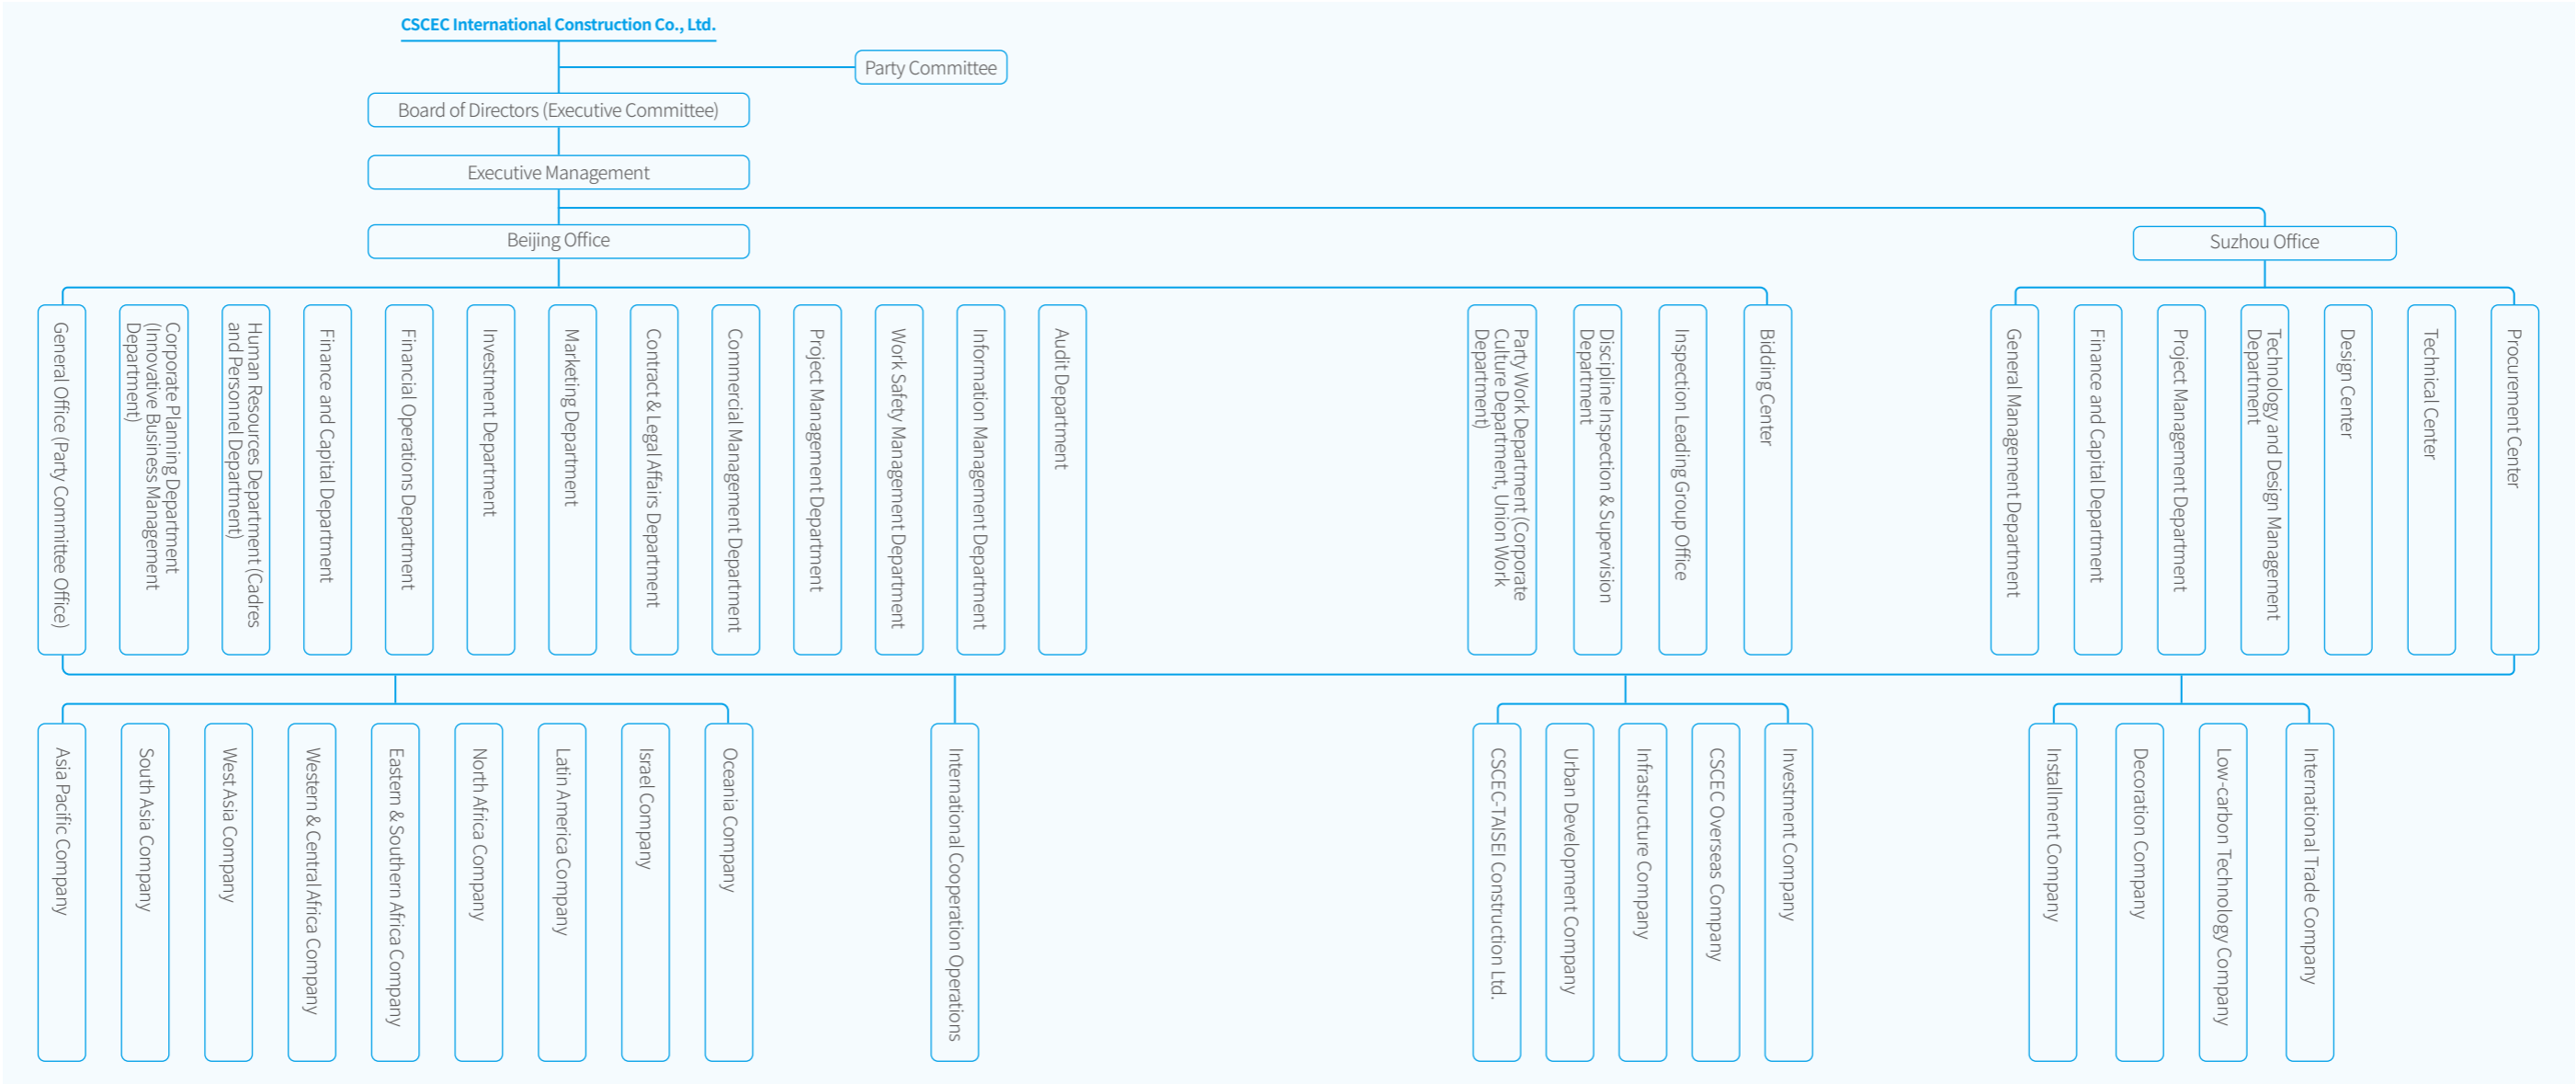 CSCEC International Construction Co., Ltd.
Party Committee
Board of Directors (Executive Committee)
Executive Management
Beijing Office
Suzhou Office
General Office (Party Committee Office)
Corporate Planning Department
(Innovative Business Management
Department)
Human Resources Department (Cadres
and Personnel Department)
Finance and Capital Department
Financial Operations Department
Investment Department
Marketing Department
Contract & Legal Affairs Department
Commercial Management Department
Project Management Department
Work Safety Management Department
Information Management Department
Audit Department
Party Work Department (Corporate
Culture Department, Union Work
Department)
Discipline Inspection & Supervision
Department
Inspection Leading Group Office
Bidding Center
General Management Department
Finance and Capital Department
Project Management Department
Technology and Design Management
Department
Design Center
Technical Center
Procurement Center
Asia Pacific Company
South Asia Company
West Asia Company
Western & Central Africa Company
Eastern & Southern Africa Company
North Africa Company
Latin America Company
Israel Company
Oceania Company
International Cooperation Operations
CSCEC-TAISEI Construction Ltd.
Urban Development Company
Infrastructure Company
CSCEC Overseas Company
Investment Company
Installment Company
Decoration Company
Low-carbon Technology Company
International Trade Company